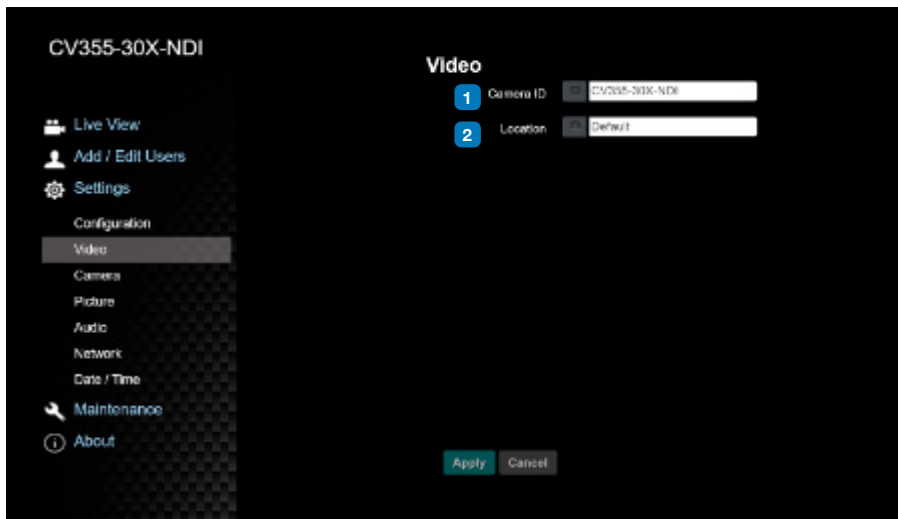 CV355-30X-NDI
Live View
Add / Edit Users
Settings
Configuration
Video
Camera
Picture
Audio
Network
Date / Time
Maintenance
About
Video
1 Camera ID CV355-30X-NDI
2 Location Default
Apply Cancel